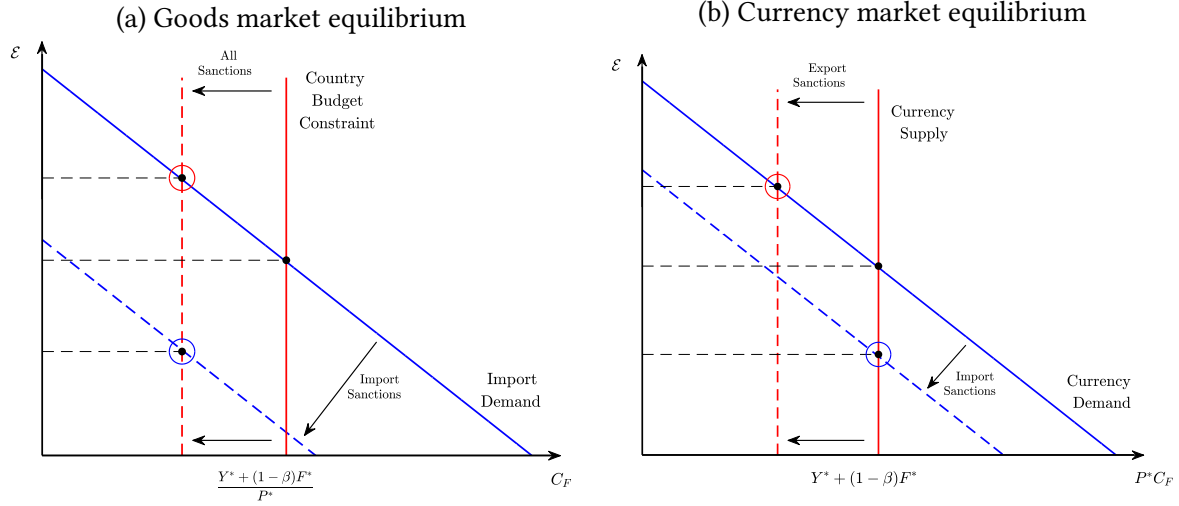 (a) Goods market equilibrium
ℰ
All
Sanctions
Country
Budget
Constraint
Import
Sanctions
Import
Demand
Y* + (1 − β)F*
P*
C_F
(b) Currency market equilibrium
ℰ
Export
Sanctions
Currency
Supply
Import
Sanctions
Currency
Demand
Y* + (1 − β)F*
P*C_F